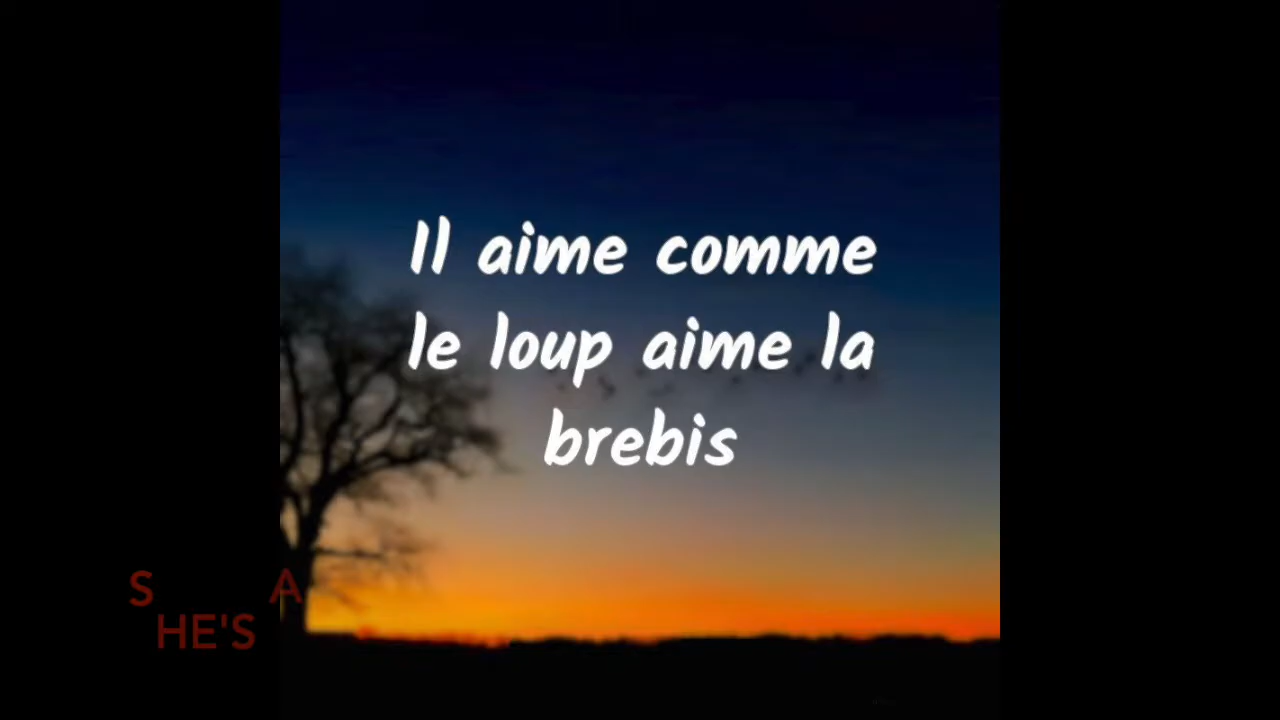 Il aime comme
le loup aime la
brebis
S A
HE'S